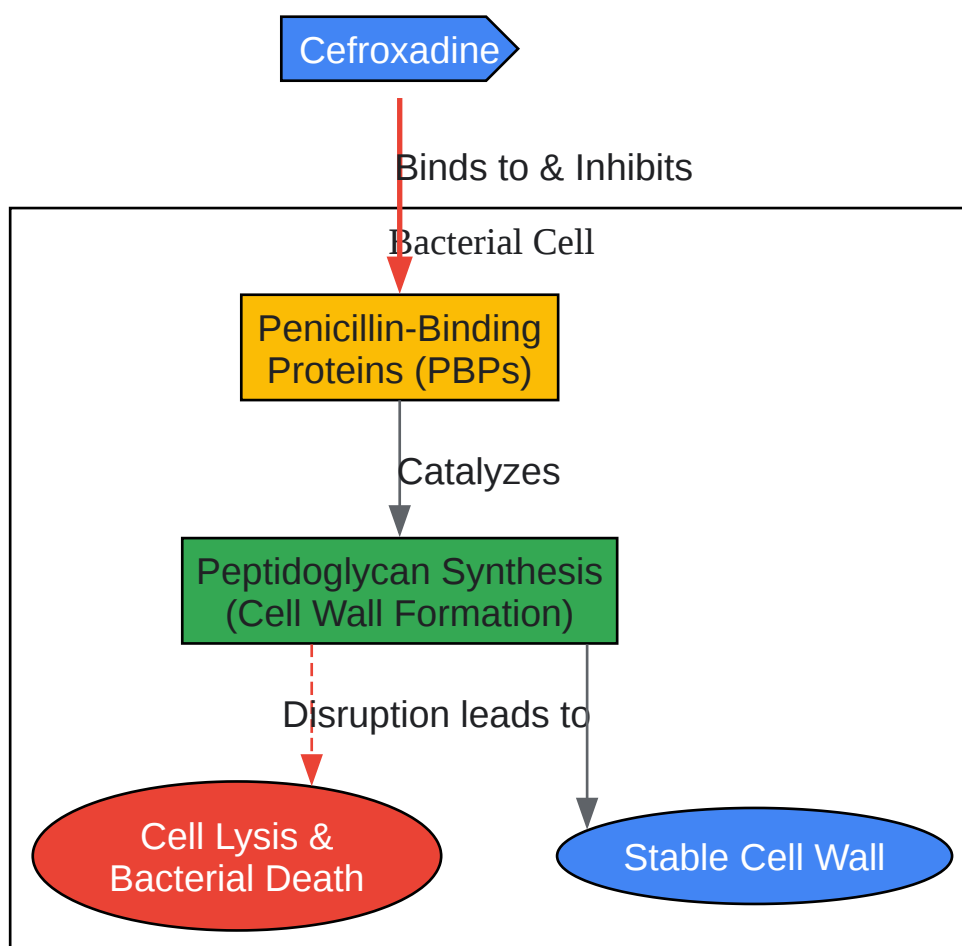 Cefroxadine
Binds to & Inhibits
Bacterial Cell
Penicillin-Binding
Proteins (PBPs)
Catalyzes
Peptidoglycan Synthesis
(Cell Wall Formation)
Disruption leads to
Cell Lysis &
Bacterial Death
Stable Cell Wall